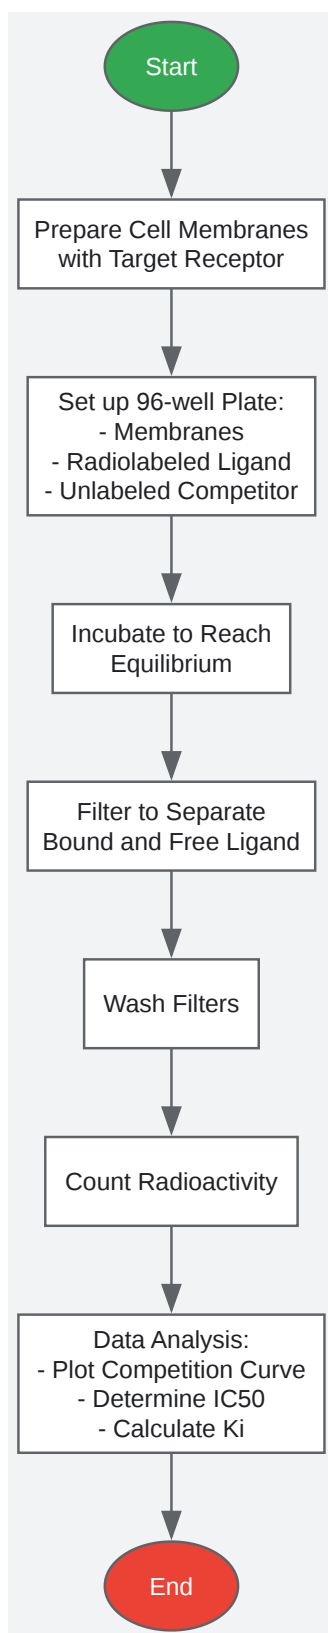 Start
Prepare Cell Membranes
with Target Receptor
Set up 96-well Plate:
- Membranes
- Radiolabeled Ligand
- Unlabeled Competitor
Incubate to Reach
Equilibrium
Filter to Separate
Bound and Free Ligand
Wash Filters
Count Radioactivity
Data Analysis:
- Plot Competition Curve
- Determine IC50
- Calculate Ki
End